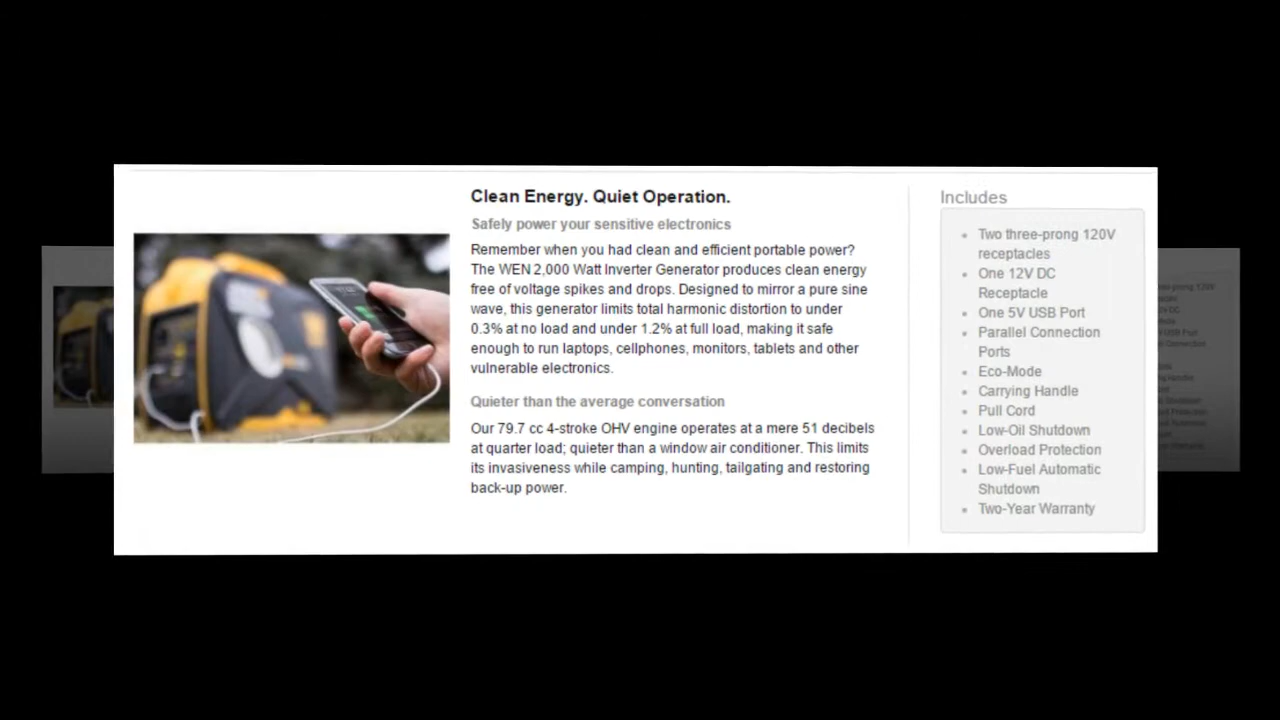 Clean Energy. Quiet Operation.
Safely power your sensitive electronics
Remember when you had clean and efficient portable power?
The WEN 2,000 Watt Inverter Generator produces clean energy
free of voltage spikes and drops. Designed to mirror a pure sine
wave, this generator limits total harmonic distortion to under
0.3% at no load and under 1.2% at full load, making it safe
enough to run laptops, cellphones, monitors, tablets and other
vulnerable electronics.
Quieter than the average conversation
Our 79.7 cc 4-stroke OHV engine operates at a mere 51 decibels
at quarter load; quieter than a window air conditioner. This limits
its invasiveness while camping, hunting, tailgating and restoring
back-up power.
Includes
Two three-prong 120V
receptacles
One 12V DC
Receptacle
One 5V USB Port
Parallel Connection
Ports
Eco-Mode
Carrying Handle
Pull Cord
Low-Oil Shutdown
Overload Protection
Low-Fuel Automatic
Shutdown
Two-Year Warranty